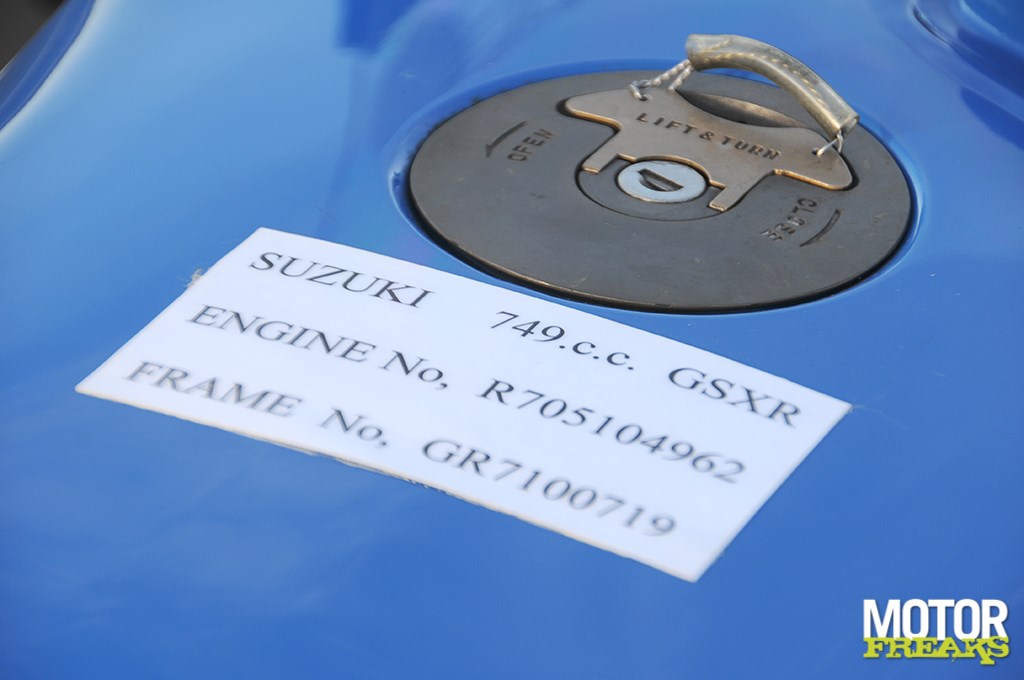 LIFT & TURN
OPEN
CLOSE
SUZUKI 749.c.c. GSXR
ENGINE No, R705104962
FRAME No, GR7100719
MOTOR
FREAKS